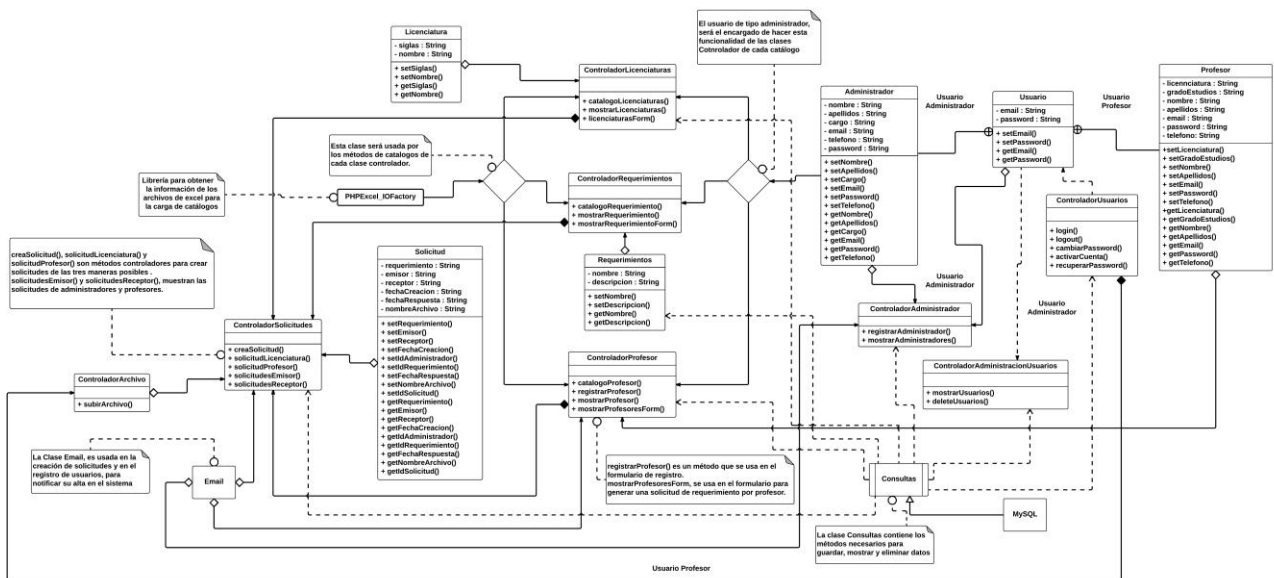 Licenciatura
- siglas : String
- nombre : String
+ setSiglas()
+ setNombre()
+ getSiglas()
+ getNombre()
ControladorLicenciaturas
+ catalogoLicenciaturas()
+ mostrarLicenciaturas()
+ licenciaturasForm()
El usuario de tipo administrador,
será el encargado de hacer esta
funcionalidad de las clases
Cotnrolador de cada catálogo
Administrador
- nombre : String
- apellidos : String
- cargo : String
- email : String
- telefono : String
- password : String
+ setNombre()
+ setApellidos()
+ setCargo()
+ setEmail()
+ setPassword()
+ setTelefono()
+ getNombre()
+ getApellidos()
+ getCargo()
+ getEmail()
+ getPassword()
+ getTelefono()
Usuario
Administrador
Usuario
- email : String
- password : String
+ setEmail()
+ setPassword()
+ getEmail()
+ getPassword()
Usuario
Profesor
Profesor
- licennciatura : String
- gradoEstudios : String
- nombre : String
- apellidos : String
- email : String
- password : String
- telefono: String
+setLicenciatura()
+ setGradoEstudios()
+ setNombre()
+ setApellidos()
+ setEmail()
+ setPassword()
+ setTelefono()
+getLicenciatura()
+ getGradoEstudios()
+ getNombre()
+ getApellidos()
+ getEmail()
+ getPassword()
+ getTelefono()
Esta clase será usada por
los métodos de catalogos de
cada clase controlador.
Librería para obtener
la información de los
archivos de excel para
la carga de catálogos
PHPExcel_IOFactory
ControladorRequerimientos
+ catalogoRequerimiento()
+ mostrarRequerimiento()
+ mostrarRequerimientoForm()
ControladorUsuarios
+ login()
+ logout()
+ cambiarPassword()
+ activarCuenta()
+ recuperarPassword()
creaSolicitud(), solicitudLicenciatura() y
solicitudProfesor() son métodos controladores para crear
solicitudes de las tres maneras posibles .
solicitudesEmisor() y solicitudesReceptor(), muestran las
solicitudes de administradores y profesores.
Solicitud
- requerimiento : String
- emisor : String
- receptor : String
- fechaCreacion : String
- fechaRespuesta : String
- nombreArchivo : String
+ setRequerimiento()
+ setEmisor()
+ setReceptor()
+ setFechaCreacion()
+ setIdAdministrador()
+ setIdRequerimiento()
+ setFechaRespuesta()
+ setNombreArchivo()
+ setIdSolicitud()
+ getRequerimiento()
+ getEmisor()
+ getReceptor()
+ getFechaCreacion()
+ getIdAdministrador()
+ getIdRequerimiento()
+ getFechaRespuesta()
+ getNombreArchivo()
+ getIdSolicitud()
Requerimientos
- nombre : String
- descripcion : String
+ setNombre()
+ setDescripcion()
+ getNombre()
+ getDescripcion()
Usuario
Administrador
ControladorAdministrador
+ registrarAdministrador()
+ mostrarAdministradores()
Usuario
Administrador
ControladorSolicitudes
+ creaSolicitud()
+ solicitudLicenciatura()
+ solicitudProfesor()
+ solicitudesEmisor()
+ solicitudesReceptor()
ControladorArchivo
+ subirArchivo()
ControladorProfesor
+ catalogoProfesor()
+ registrarProfesor()
+ mostrarProfesor()
+ mostrarProfesoresForm()
ControladorAdministracionUsuarios
+ mostrarUsuarios()
+ deleteUsuarios()
La Clase Email, es usada en la
creación de solicitudes y en el
registro de usuarios, para
notificar su alta en el sistema
Email
registrarProfesor() es un método que se usa en el
formulario de registro.
mostrarProfesoresForm, se usa en el formulario para
generar una solicitud de requerimiento por profesor.
Consultas
MySQL
La clase Consultas contiene los
métodos necesarios para
guardar, mostrar y eliminar datos
Usuario Profesor